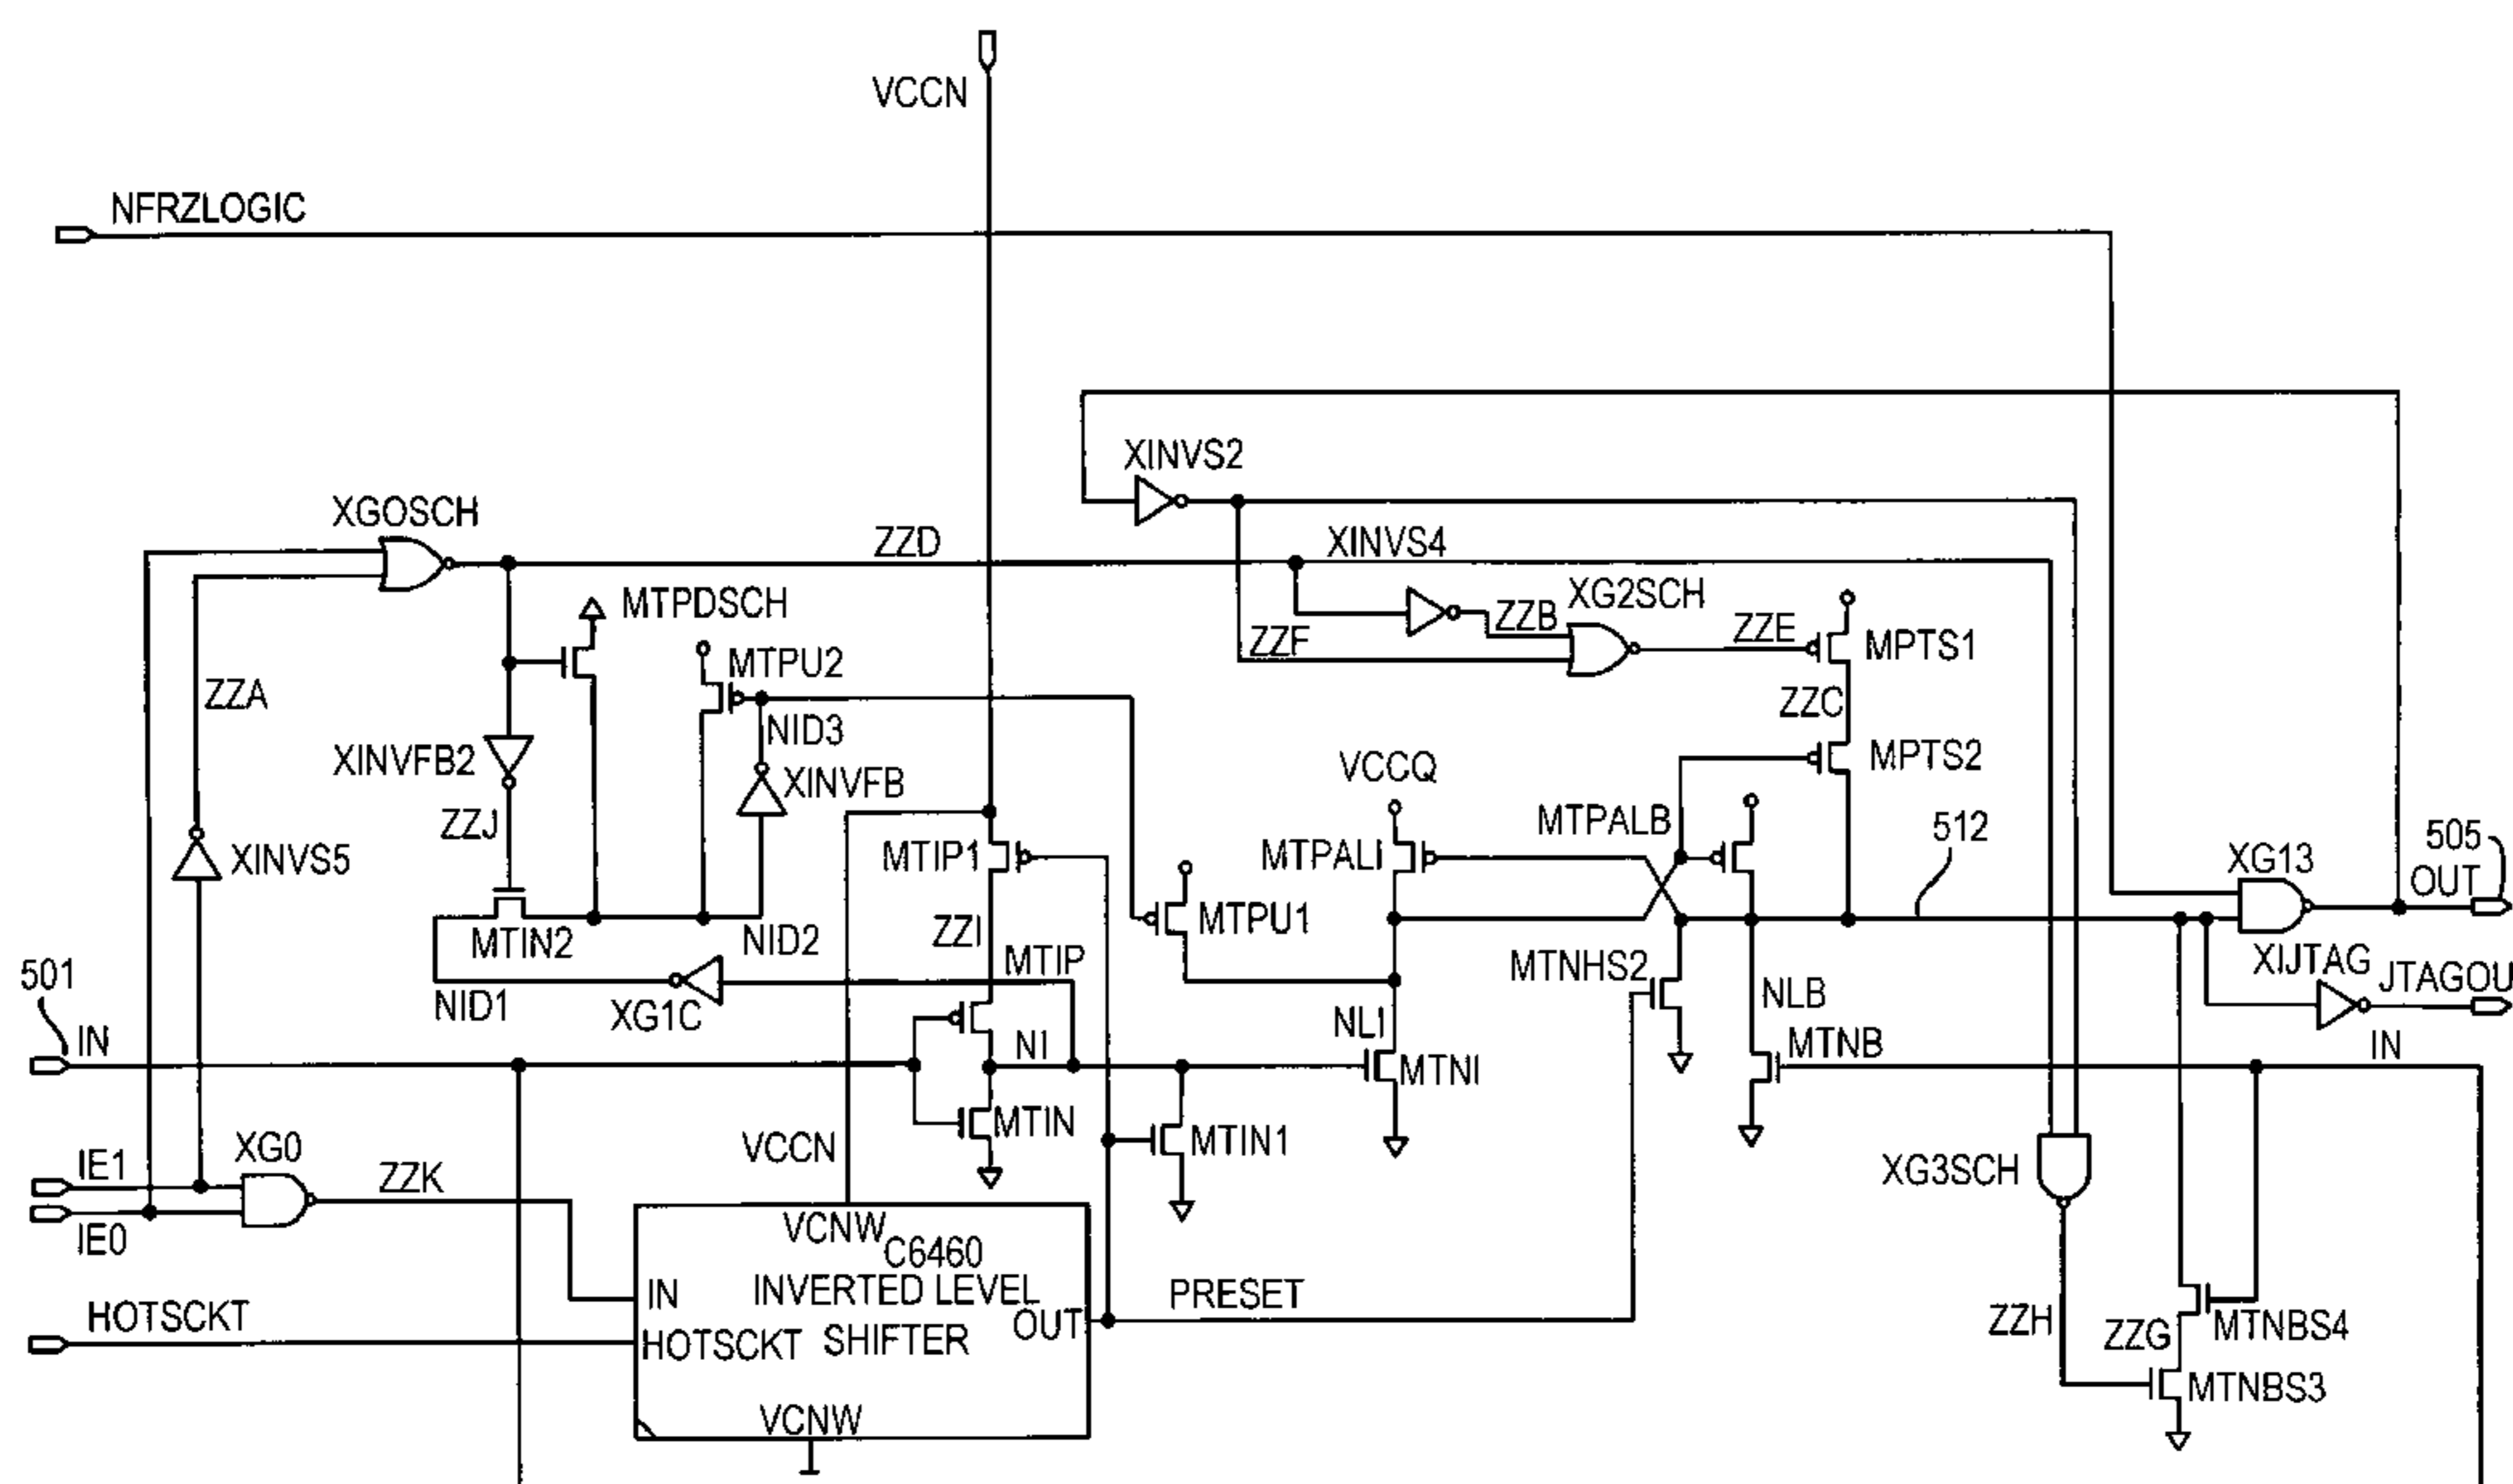 VCCN
NFRZLOGIC
XINVS2
XGOSCH
ZZD
XINVS4
XG2SCH
MTPDSCH
ZZB
ZZE
ZZF
MPTS1
MTPU2
ZZA
ZZC
NID3
XINVFB2
XINVFB
VCCQ
MPTS2
ZZJ
MTPALB
512
505
XINVS5
MTIP1
MTPALI
XG13
OUT
MTIN2
NID2
ZZI
MTPU1
501
MTIP
MTNHS2
XIJTAG
JTAGOU
NID1
XG1C
NLB
IN
NI
NLI
MTNB
IN
MTNI
MTIN
MTIN1
IE1
XG0
ZZK
VCCN
XG3SCH
IE0
VCNW
C6460
INVERTED LEVEL
SHIFTER
IN
OUT
PRESET
HOTSCKT
HOTSCKT
ZZH
ZZG
MTNBS4
MTNBS3
VCNW